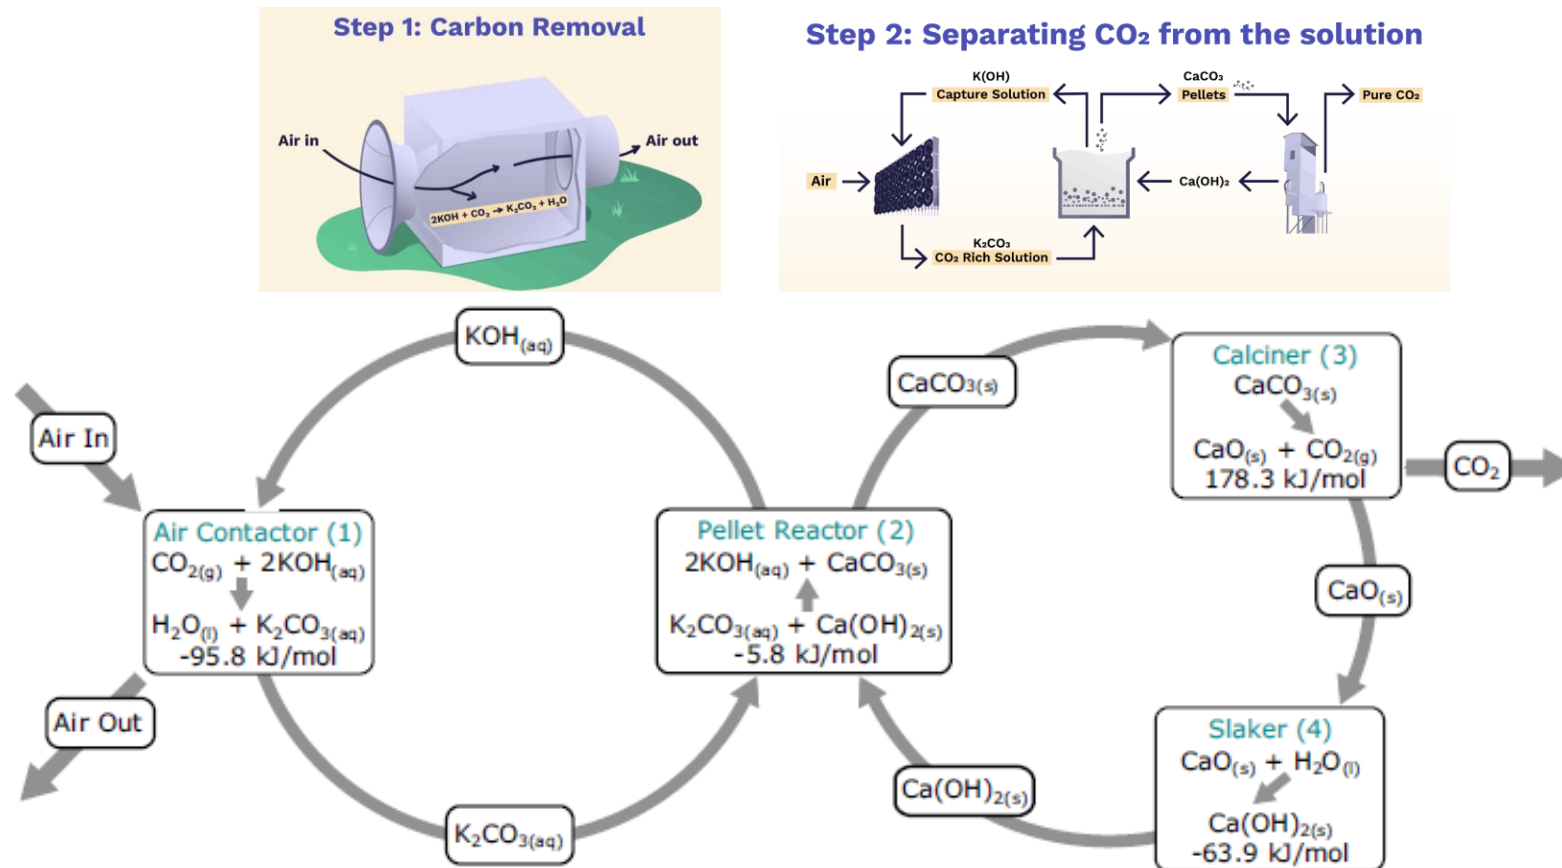 Step 1: Carbon Removal
Air in
Air out
2KOH + CO₂ → K₂CO₃ + H₂O
Step 2: Separating CO₂ from the solution
K(OH)
Capture Solution
CaCO₃
Pellets
Pure CO₂
Air
Ca(OH)₂
K₂CO₃
CO₂ Rich Solution
KOH(aq)
Air In
Air Contactor (1)
CO₂(g) + 2KOH(aq)
H₂O(l) + K₂CO₃(aq)
-95.8 kJ/mol
Air Out
K₂CO₃(aq)
Pellet Reactor (2)
2KOH(aq) + CaCO₃(s)
K₂CO₃(aq) + Ca(OH)₂(s)
-5.8 kJ/mol
CaCO₃(s)
Calciner (3)
CaCO₃(s)
CaO(s) + CO₂(g)
178.3 kJ/mol
CO₂
CaO(s)
Slaker (4)
CaO(s) + H₂O(l)
Ca(OH)₂(s)
-63.9 kJ/mol
Ca(OH)₂(s)